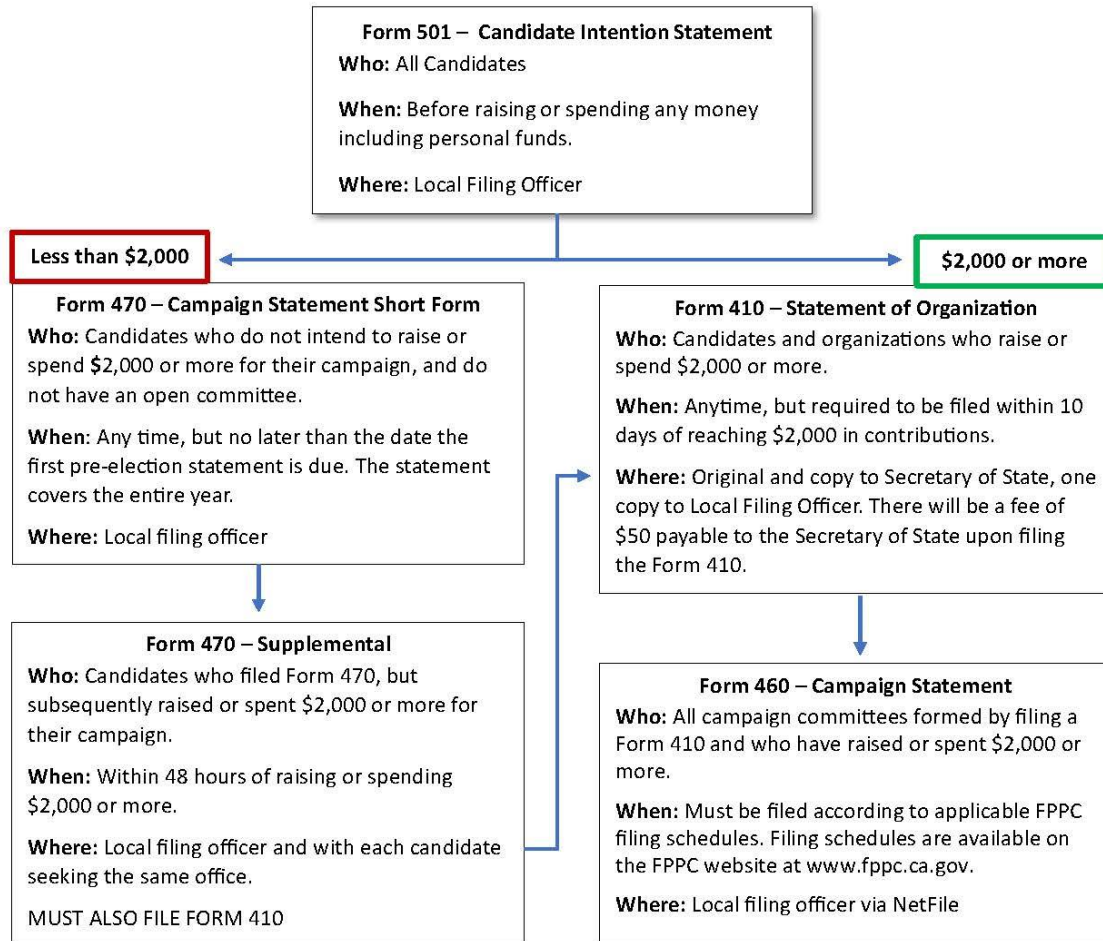 Form 501 – Candidate Intention Statement
Who: All Candidates
When: Before raising or spending any money
including personal funds.
Where: Local Filing Officer
Less than $2,000
$2,000 or more
Form 470 – Campaign Statement Short Form
Who: Candidates who do not intend to raise or
spend $2,000 or more for their campaign, and do
not have an open committee.
When: Any time, but no later than the date the
first pre-election statement is due. The statement
covers the entire year.
Where: Local filing officer
Form 410 – Statement of Organization
Who: Candidates and organizations who raise or
spend $2,000 or more.
When: Anytime, but required to be filed within 10
days of reaching $2,000 in contributions.
Where: Original and copy to Secretary of State, one
copy to Local Filing Officer. There will be a fee of
$50 payable to the Secretary of State upon filing
the Form 410.
Form 470 – Supplemental
Who: Candidates who filed Form 470, but
subsequently raised or spent $2,000 or more for
their campaign.
When: Within 48 hours of raising or spending
$2,000 or more.
Where: Local filing officer and with each candidate
seeking the same office.
MUST ALSO FILE FORM 410
Form 460 – Campaign Statement
Who: All campaign committees formed by filing a
Form 410 and who have raised or spent $2,000 or
more.
When: Must be filed according to applicable FPPC
filing schedules. Filing schedules are available on
the FPPC website at www.fppc.ca.gov.
Where: Local filing officer via NetFile